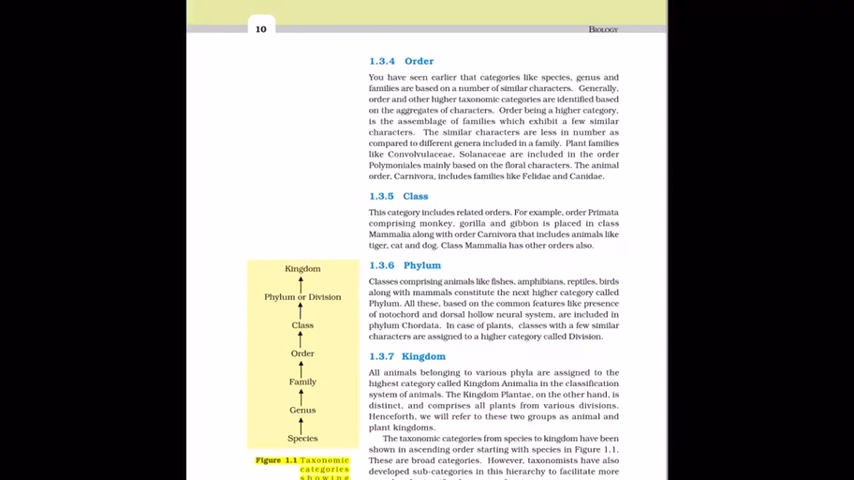 10
BIOLOGY
1.3.4 Order
You have seen earlier that categories like species, genus and
families are based on a number of similar characters. Generally,
order and other higher taxonomic categories are identified based
on the aggregates of characters. Order being a higher category,
is the assemblage of families which exhibit a few similar
characters. The similar characters are less in number as
compared to different genera included in a family. Plant families
like Convolvulaceae, Solanaceae are included in the order
Polymoniales mainly based on the floral characters. The animal
order, Carnivora, includes families like Felidae and Canidae.
1.3.5 Class
This category includes related orders. For example, order Primata
comprising monkey, gorilla and gibbon is placed in class
Mammalia along with order Carnivora that includes animals like
tiger, cat and dog. Class Mammalia has other orders also.
1.3.6 Phylum
Classes comprising animals like fishes, amphibians, reptiles, birds
along with mammals constitute the next higher category called
Phylum. All these, based on the common features like presence
of notochord and dorsal hollow neural system, are included in
phylum Chordata. In case of plants, classes with a few similar
characters are assigned to a higher category called Division.
1.3.7 Kingdom
All animals belonging to various phyla are assigned to the
highest category called Kingdom Animalia in the classification
system of animals. The Kingdom Plantae, on the other hand, is
distinct, and comprises all plants from various divisions.
Henceforth, we will refer to these two groups as animal and
plant kingdoms.
The taxonomic categories from species to kingdom have been
shown in ascending order starting with species in Figure 1.1.
These are broad categories. However, taxonomists have also
developed sub-categories in this hierarchy to facilitate more
Kingdom
Phylum or Division
Class
Order
Family
Genus
Species
Figure 1.1 Taxonomic
categories
showing